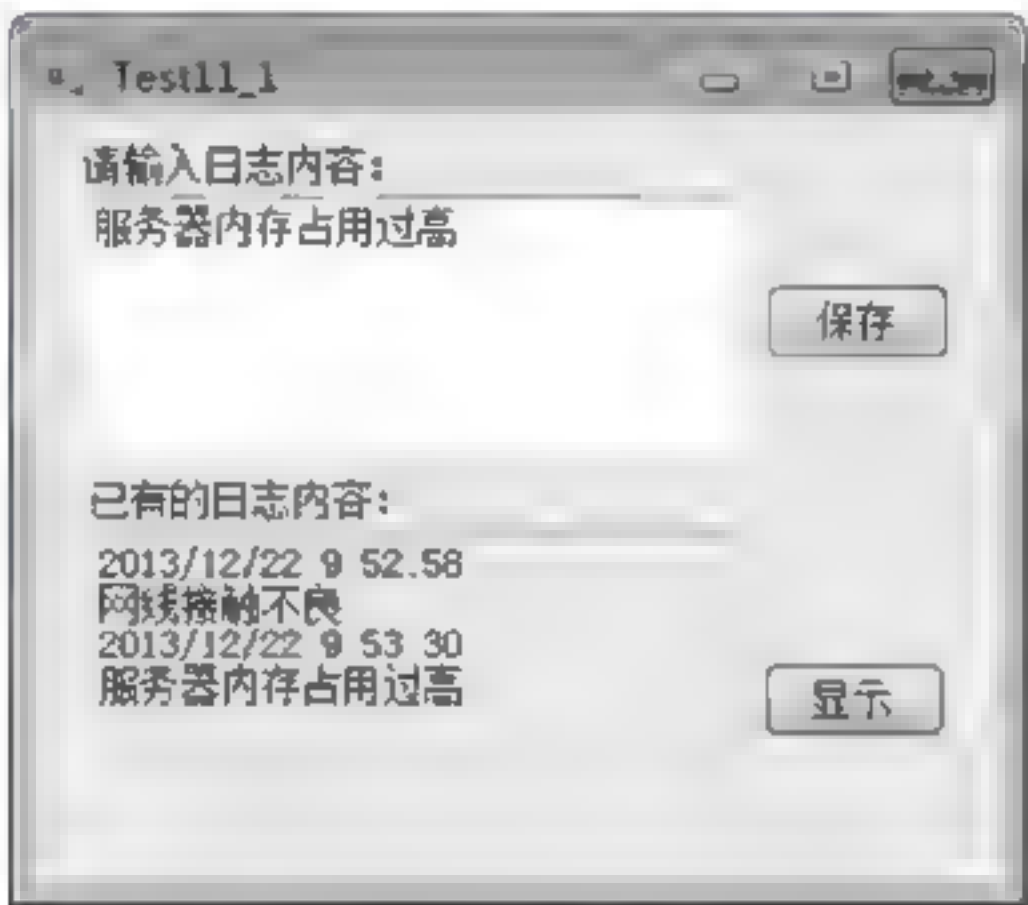 Test11_1
请输入日志内容:
服务器内存占用过高
保存
已有的日志内容:
2013/12/22 9 52.58
网线接触不良
2013/12/22 9 53 30
服务器内存占用过高
显示